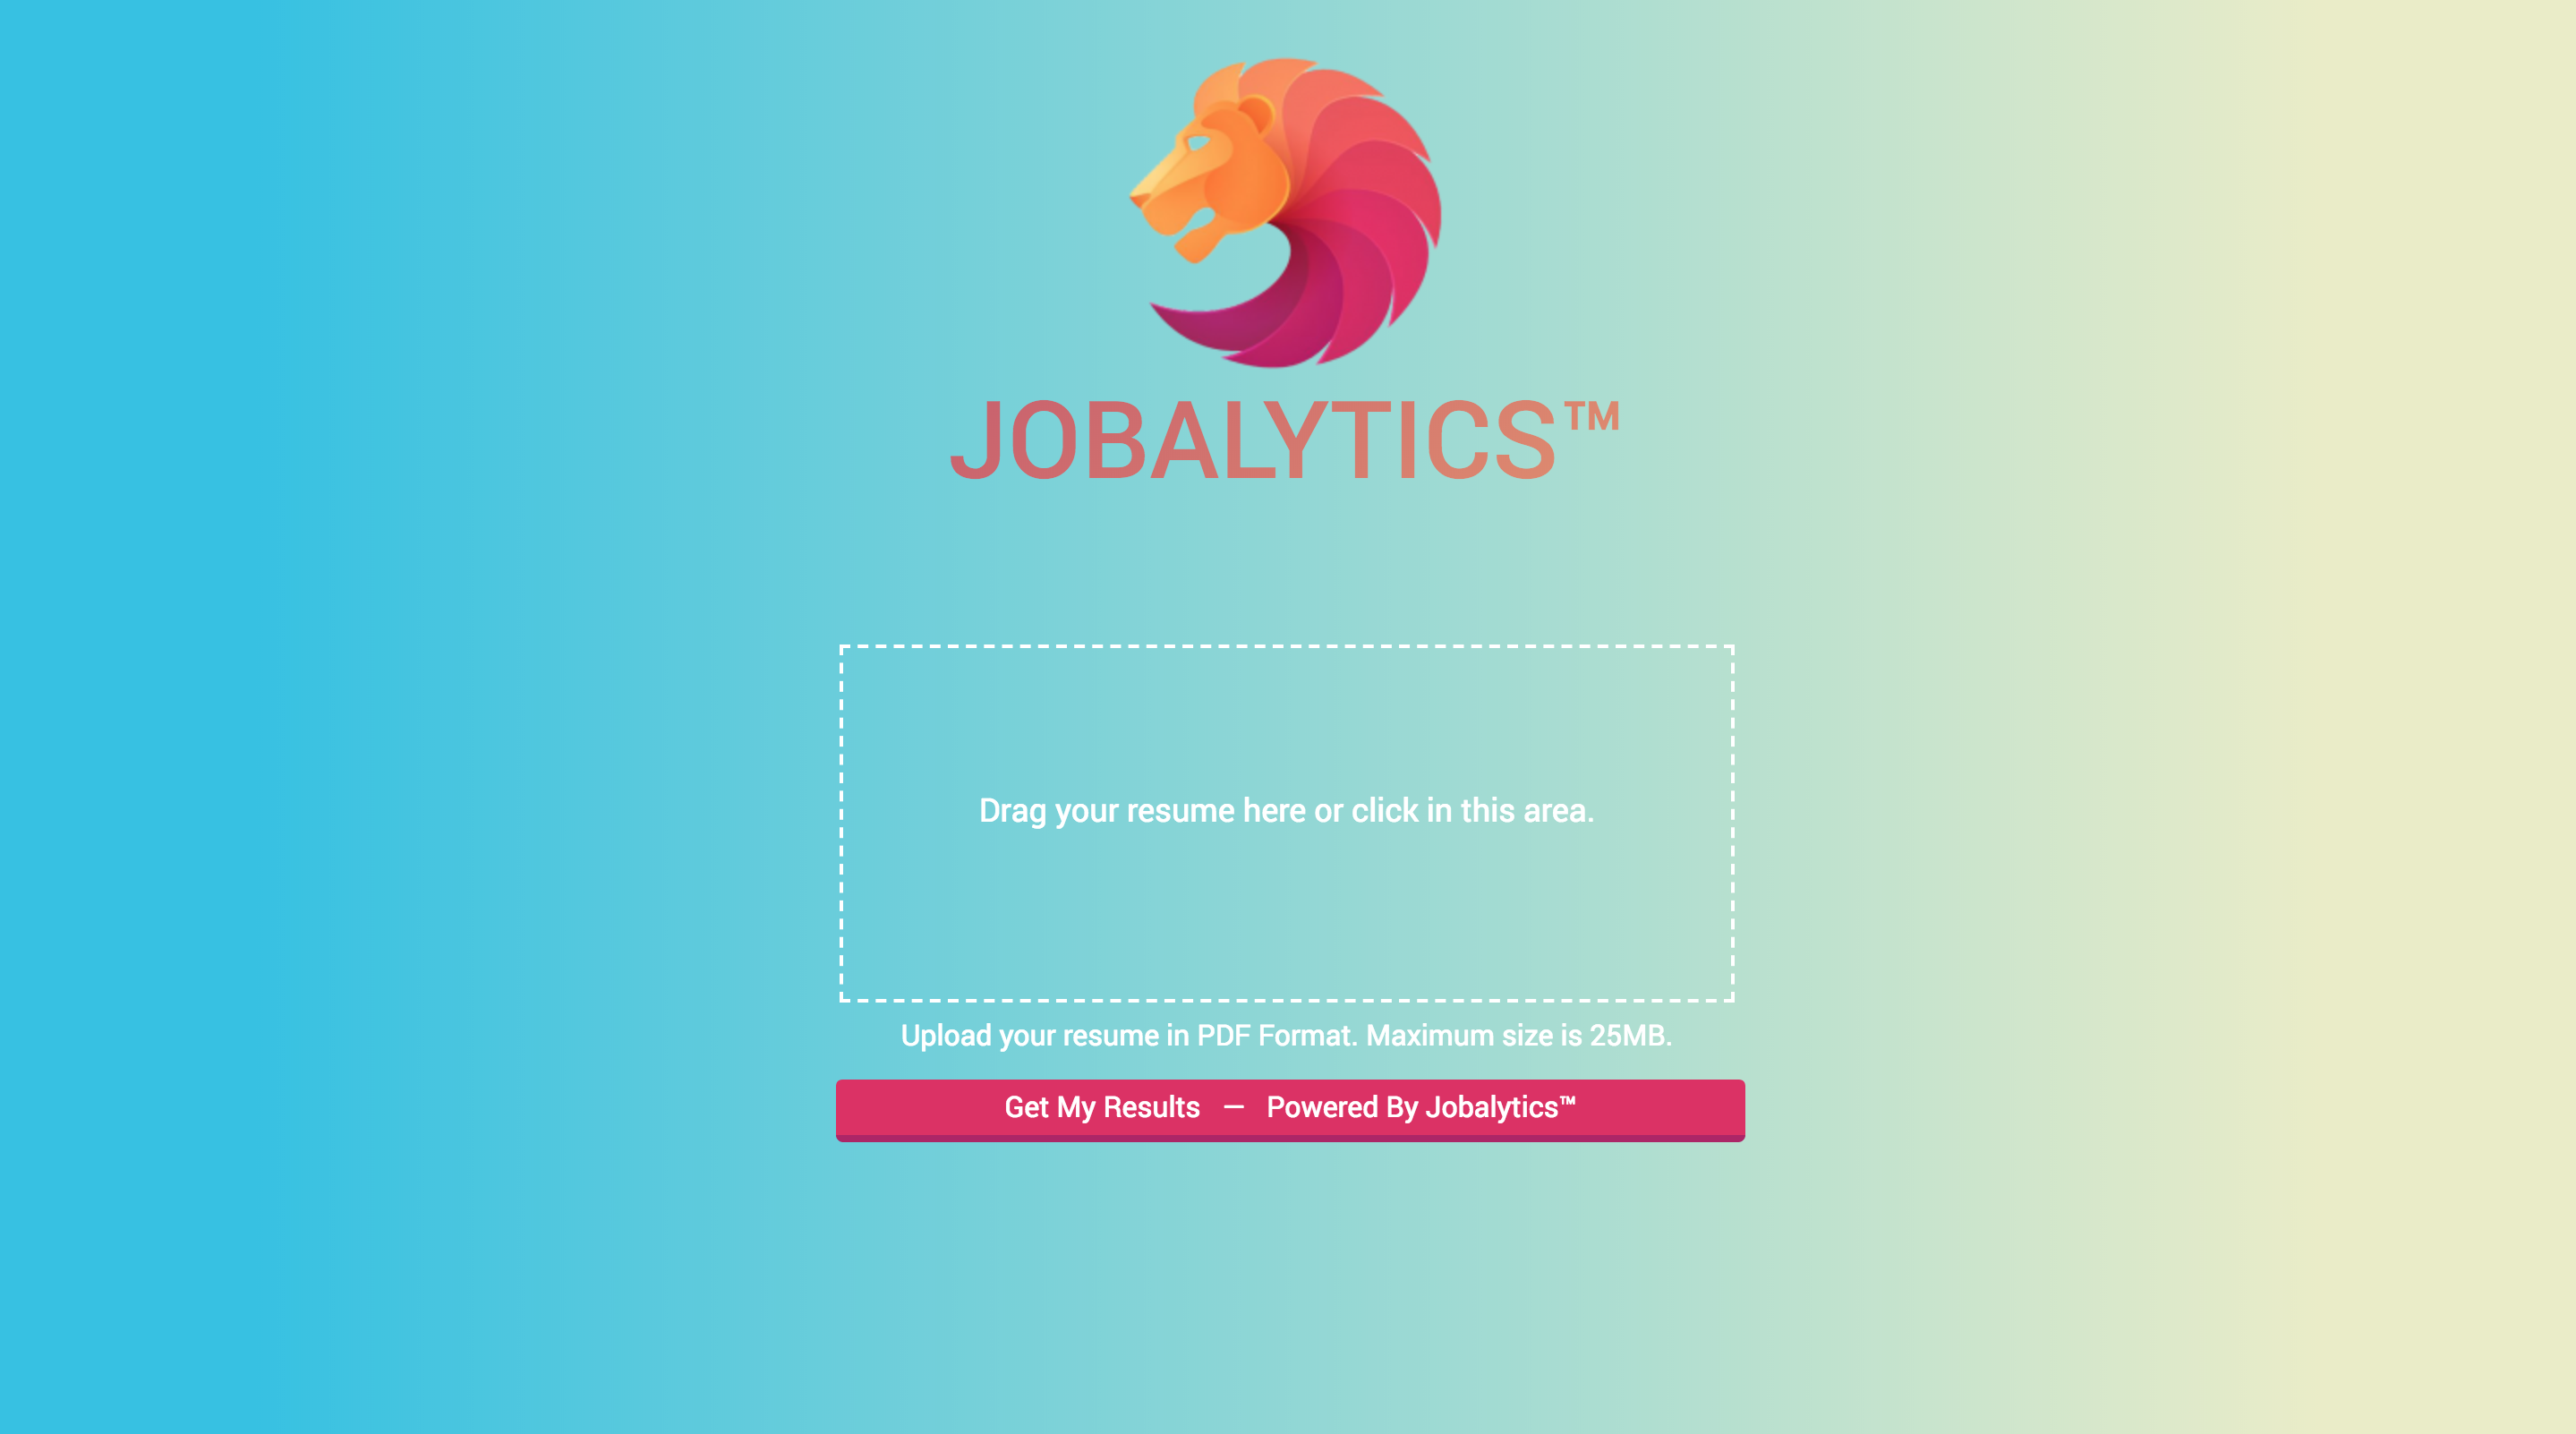 JOBALYTICS™
Drag your resume here or click in this area.
Upload your resume in PDF Format. Maximum size is 25MB.
Get My Results — Powered By Jobalytics™